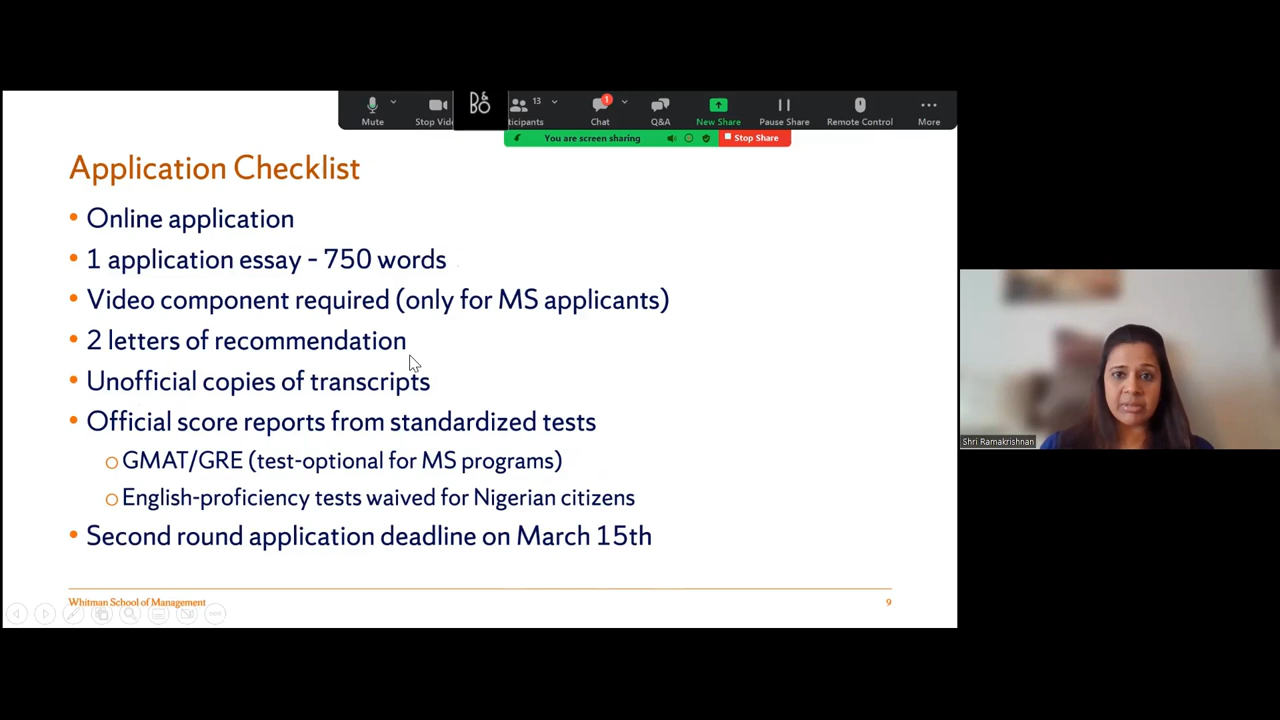 Mute
Stop Vide
ticipants
13
Chat
1
Q&A
New Share
Pause Share
Remote Control
More
B&O
You are screen sharing
Stop Share
Application Checklist
• Online application
• 1 application essay – 750 words
• Video component required (only for MS applicants)
• 2 letters of recommendation
• Unofficial copies of transcripts
• Official score reports from standardized tests
o GMAT/GRE (test-optional for MS programs)
o English-proficiency tests waived for Nigerian citizens
• Second round application deadline on March 15th
Whitman School of Management
9
Shri Ramakrishnan